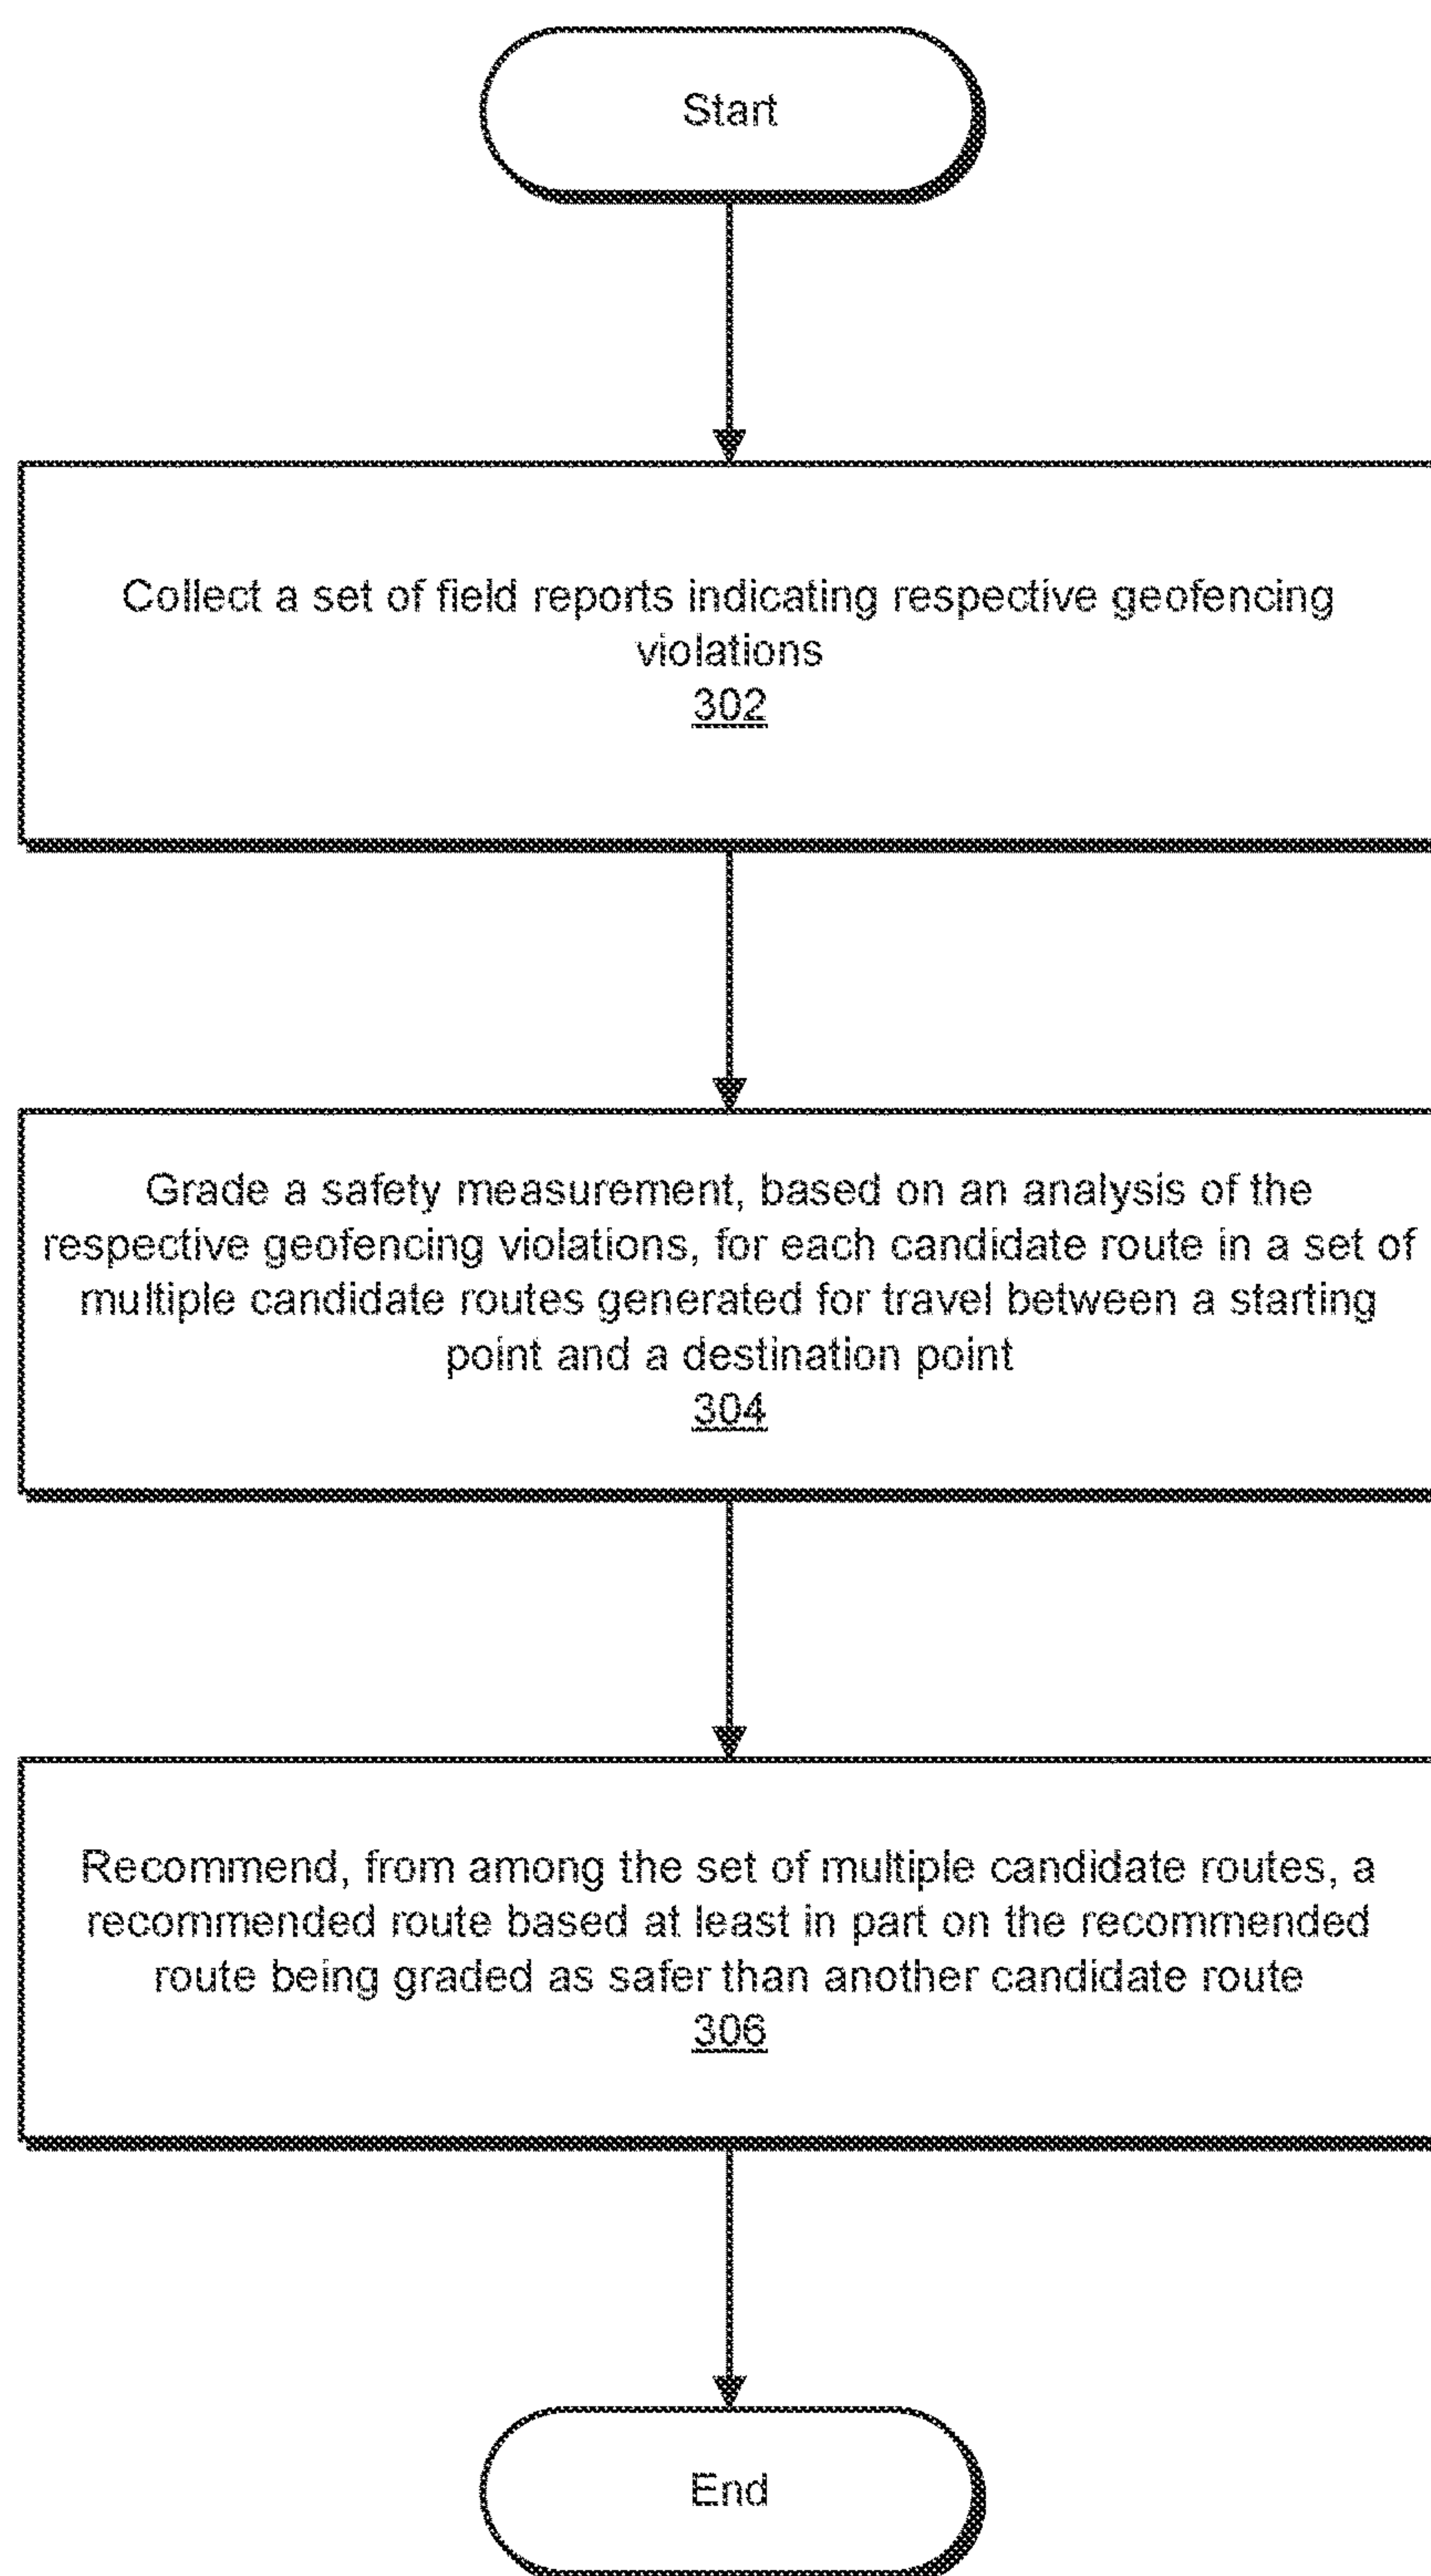 Start
Collect a set of field reports indicating respective geofencing
violations
302
Grade a safety measurement, based on an analysis of the
respective geofencing violations, for each candidate route in a set of
multiple candidate routes generated for travel between a starting
point and a destination point
304
Recommend, from among the set of multiple candidate routes, a
recommended route based at least in part on the recommended
route being graded as safer than another candidate route
306
End